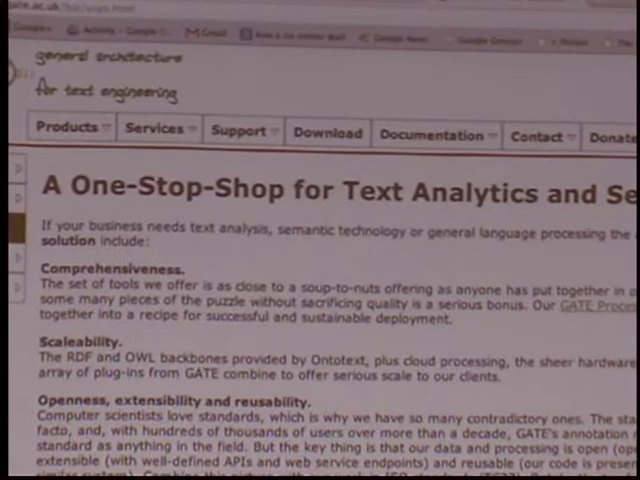 general architecture
for text engineering
Products Services Support Download Documentation Contact Donate
A One-Stop-Shop for Text Analytics and Se
If your business needs text analysis, semantic technology or general language processing the
solution include:
Comprehensiveness.
The set of tools we offer is as close to a soup-to-nuts offering as anyone has put together in
some many pieces of the puzzle without sacrificing quality is a serious bonus. Our GATE Proce
together into a recipe for successful and sustainable deployment.
Scaleability.
The RDF and OWL backbones provided by Ontotext, plus cloud processing, the sheer hardware
array of plug-ins from GATE combine to offer serious scale to our clients.
Openness, extensibility and reusability.
Computer scientists love standards, which is why we have so many contradictory ones. The sta
facto, and, with hundreds of thousands of users over more than a decade, GATE's annotation
standard as anything in the field. But the key thing is that our data and processing is open (op
extensible (with well-defined APIs and web service endpoints) and reusable (our code is prese